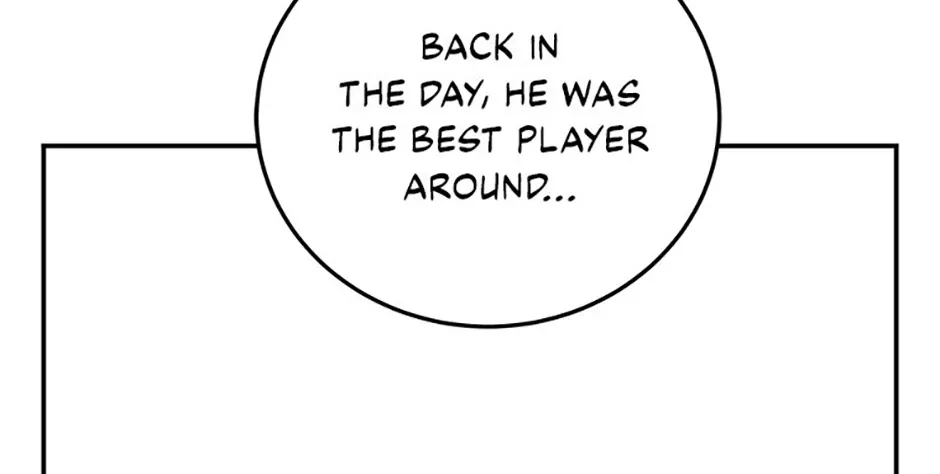 BACK IN
THE DAY, HE WAS
THE BEST PLAYER
AROUND...